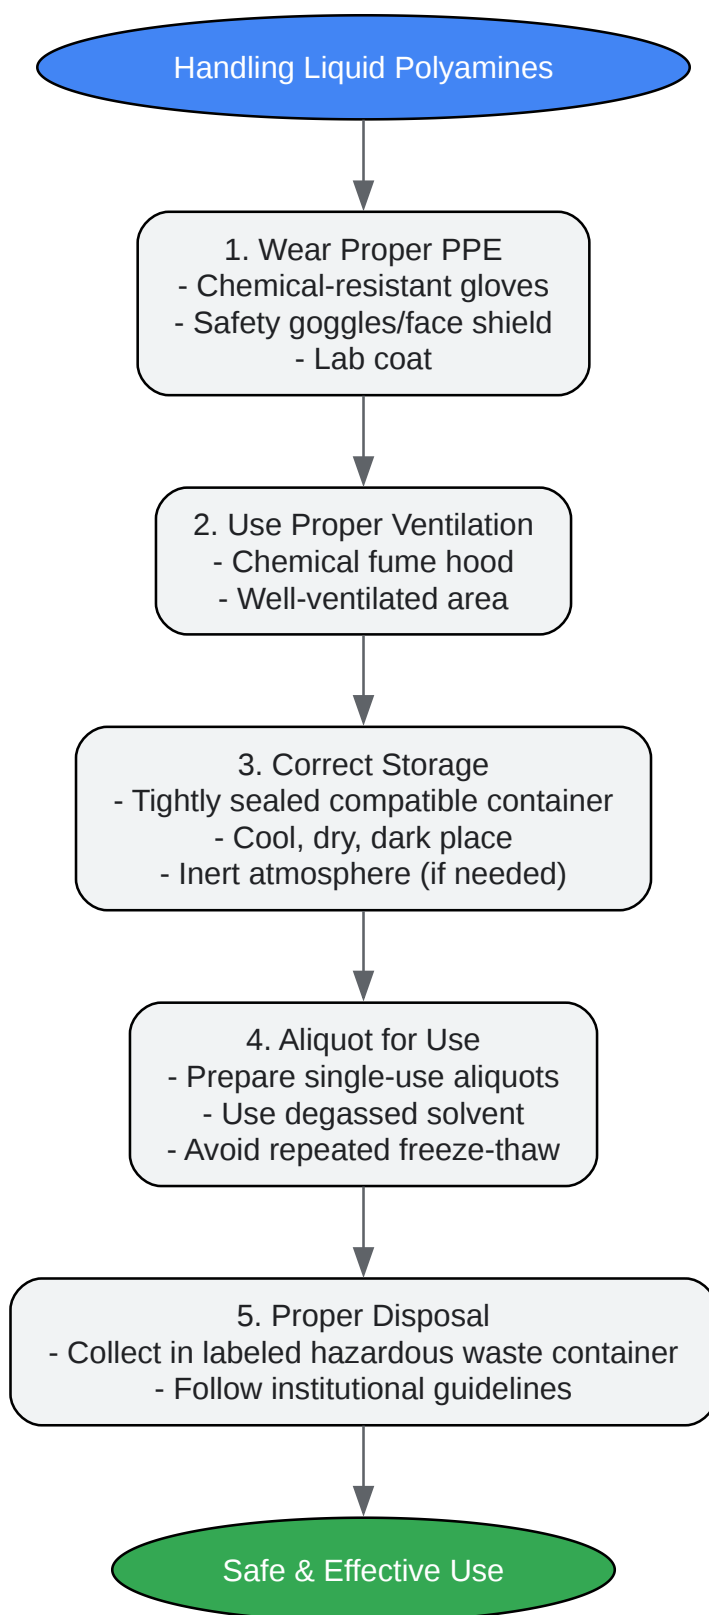 Handling Liquid Polyamines
1. Wear Proper PPE
- Chemical-resistant gloves
- Safety goggles/face shield
- Lab coat
2. Use Proper Ventilation
- Chemical fume hood
- Well-ventilated area
3. Correct Storage
- Tightly sealed compatible container
- Cool, dry, dark place
- Inert atmosphere (if needed)
4. Aliquot for Use
- Prepare single-use aliquots
- Use degassed solvent
- Avoid repeated freeze-thaw
5. Proper Disposal
- Collect in labeled hazardous waste container
- Follow institutional guidelines
Safe & Effective Use